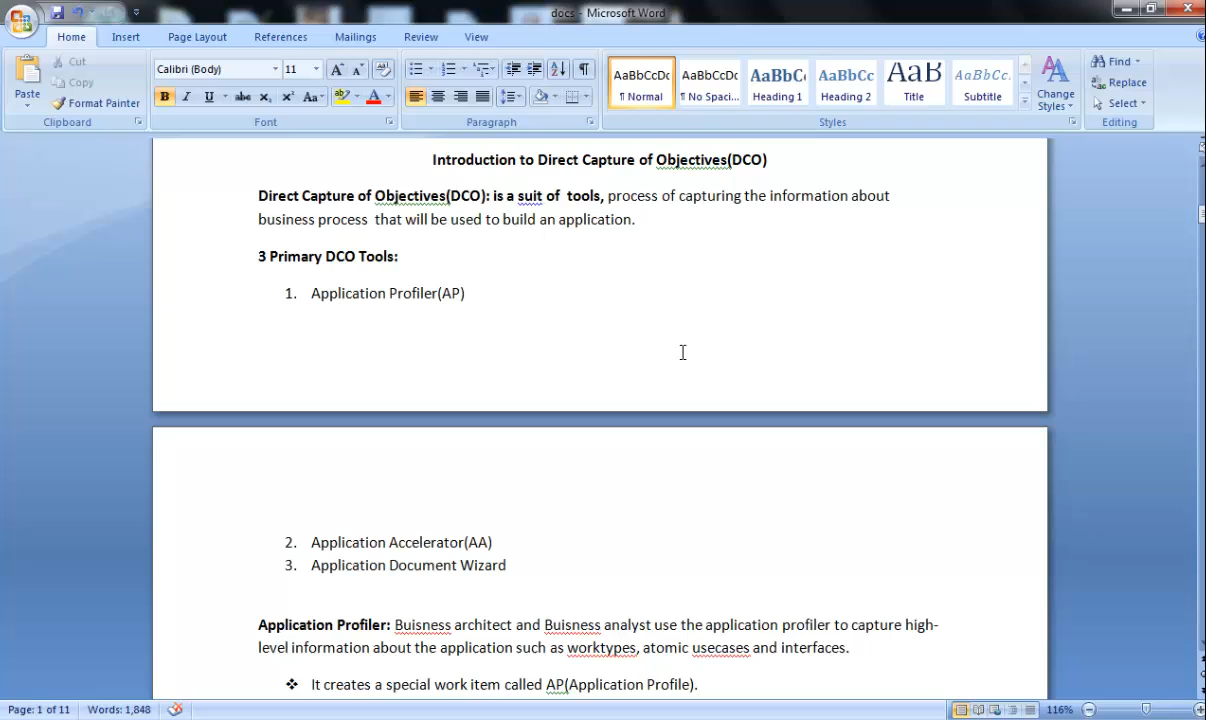 docs - Microsoft Word
Home Insert Page Layout References Mailings Review View
Paste
Cut
Copy
Format Painter
Clipboard
Calibri (Body) 11
B I U abc X₂ X² Aa
Font
Paragraph
AaBbCcDc AaBbCcDc AaBbC AaBbCc AaB AaBbCc.
¶ Normal ¶ No Spaci... Heading 1 Heading 2 Title Subtitle
Change Styles
Styles
Find
Replace
Select
Editing
Introduction to Direct Capture of Objectives(DCO)
Direct Capture of Objectives(DCO): is a suit of tools, process of capturing the information about
business process that will be used to build an application.
3 Primary DCO Tools:
1. Application Profiler(AP)
2. Application Accelerator(AA)
3. Application Document Wizard
Application Profiler: Buisness architect and Buisness analyst use the application profiler to capture high-
level information about the application such as worktypes, atomic usecases and interfaces.
❖ It creates a special work item called AP(Application Profile).
Page: 1 of 11 Words: 1,848 116%